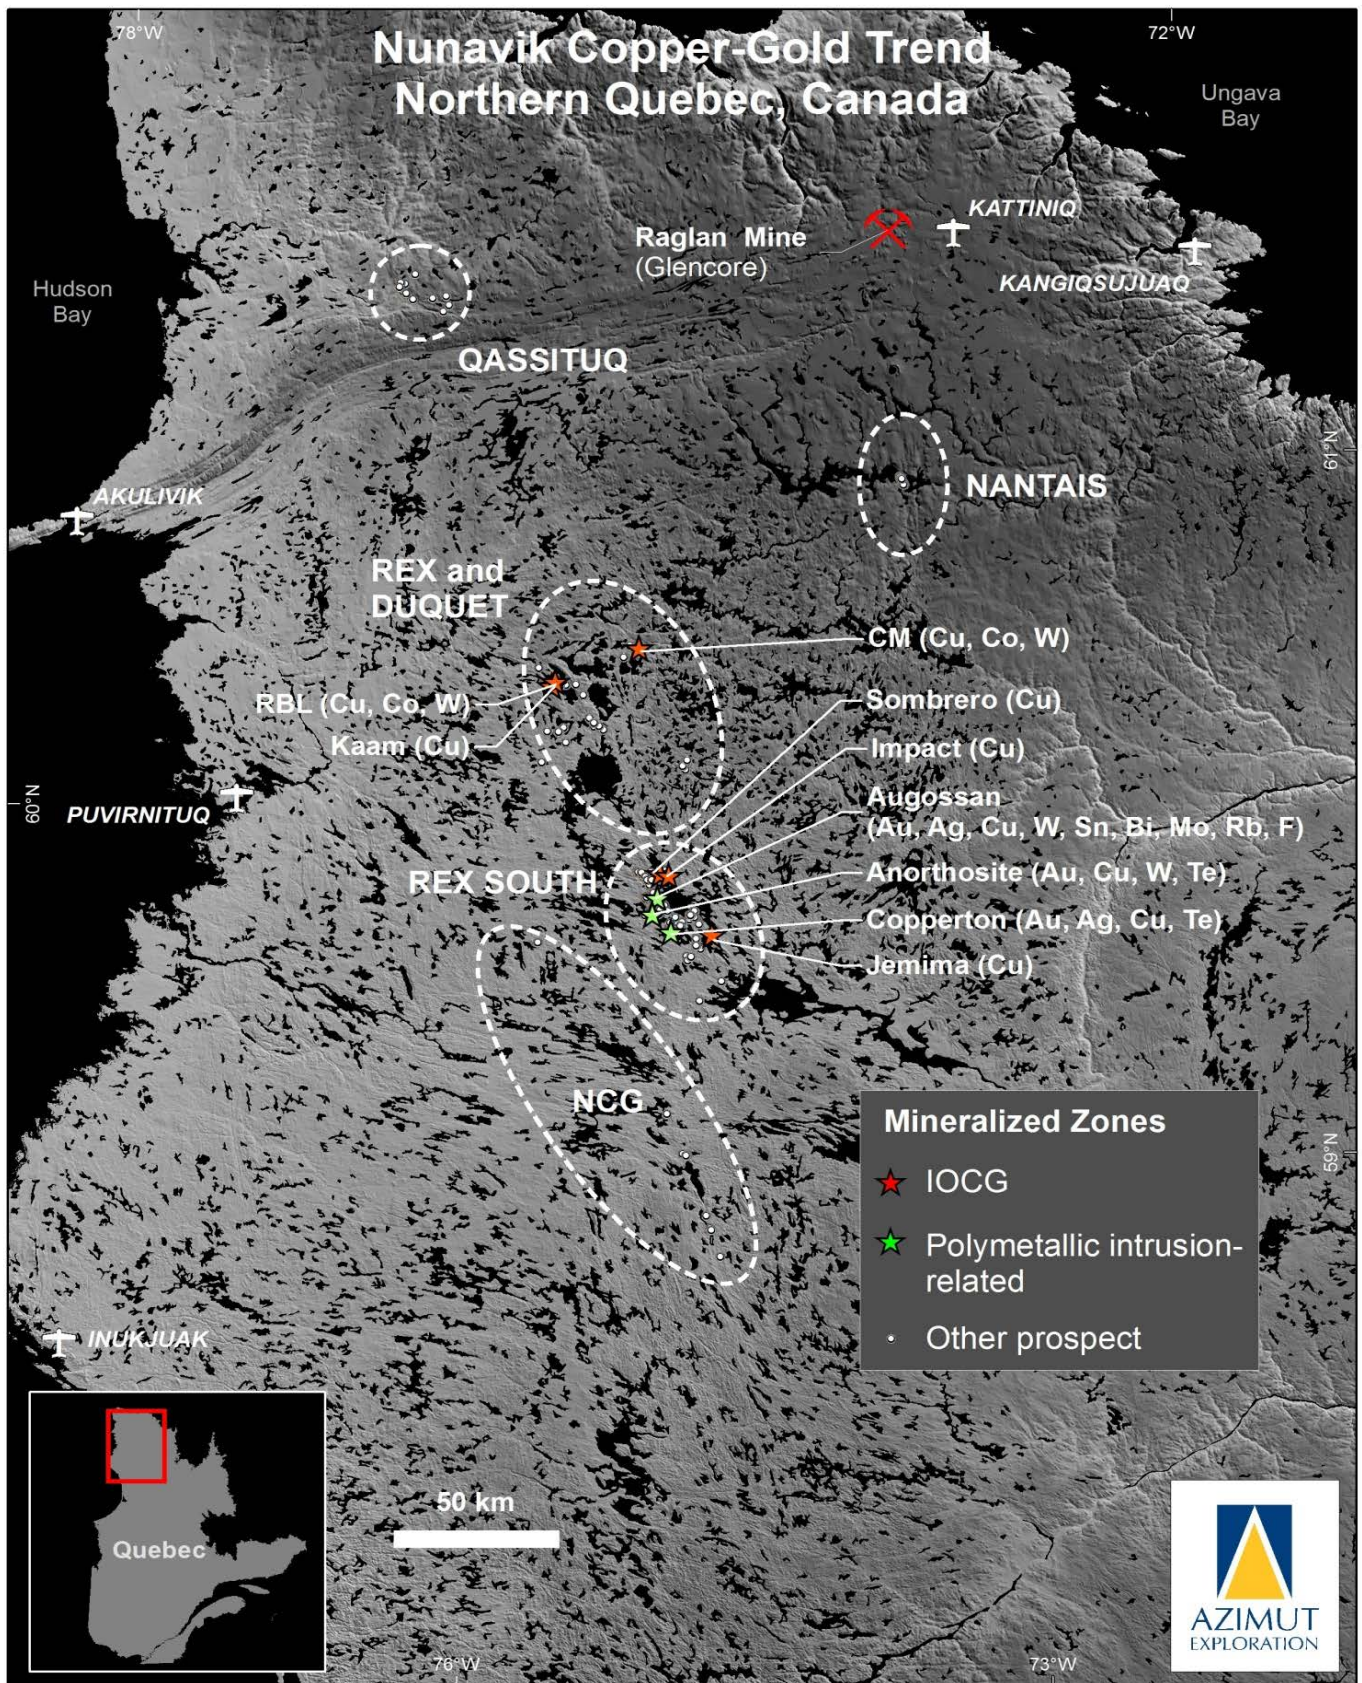 78°W
72°W
Nunavik Copper-Gold Trend
Northern Quebec, Canada
Ungava
Bay
KATTINIQ
Raglan Mine
(Glencore)
KANGIQSUJUAQ
Hudson
Bay
QASSITUQ
61°N
NANTAIS
AKULIVIK
REX and
DUQUET
CM (Cu, Co, W)
RBL (Cu, Co, W)
Sombrero (Cu)
Kaam (Cu)
Impact (Cu)
60°N
PUVIRNITUQ
Augossan
(Au, Ag, Cu, W, Sn, Bi, Mo, Rb, F)
REX SOUTH
Anorthosite (Au, Cu, W, Te)
Copperton (Au, Ag, Cu, Te)
Jemima (Cu)
NCG
59°N
Mineralized Zones
IOCG
Polymetallic intrusion-
related
Other prospect
INUKJUAK
50 km
Quebec
AZIMUT
EXPLORATION
76°W
73°W